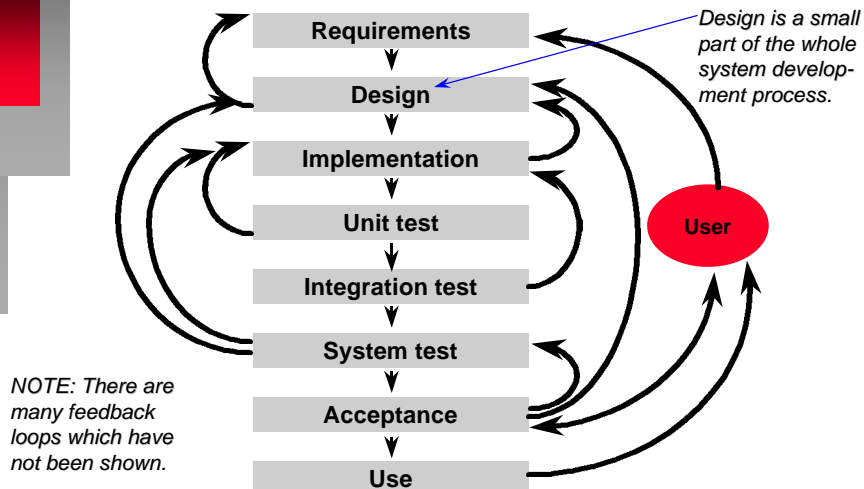 Requirements
Design is a small
part of the whole
system develop-
ment process.
Design
Implementation
Unit test
User
Integration test
System test
NOTE: There are
many feedback
loops which have
not been shown.
Acceptance
Use